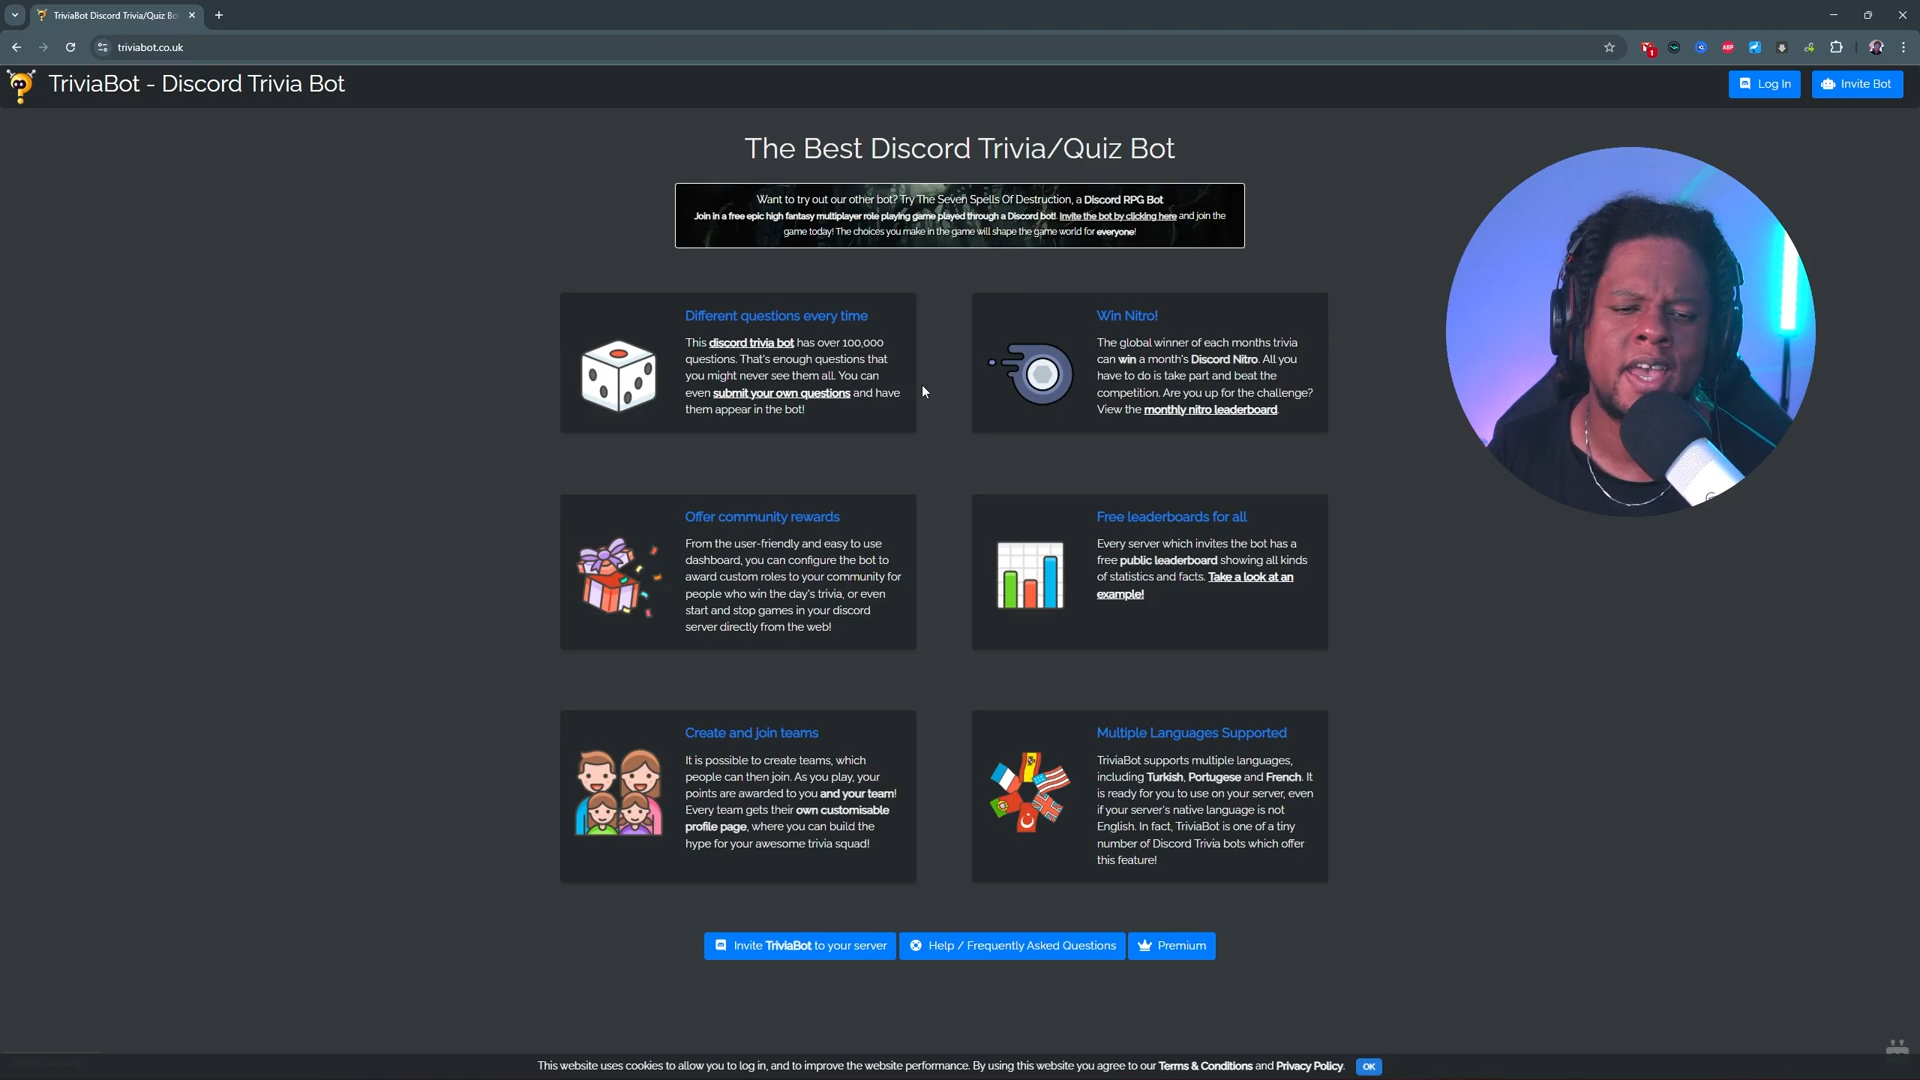 TriviaBot Discord Trivia/Quiz Bo
triviabot.co.uk
1
ABP
TriviaBot - Discord Trivia Bot
Log In
Invite Bot
The Best Discord Trivia/Quiz Bot
Want to try out our other bot? Try The Seven Spells Of Destruction, a Discord RPG Bot
Join in a free epic high fantasy multiplayer role playing game played through a Discord bot! Invite the bot by clicking here and join the
game today! The choices you make in the game will shape the game world for everyone!
Different questions every time
This discord trivia bot has over 100,000
questions. That's enough questions that
you might never see them all. You can
even submit your own questions and have
them appear in the bot!
Win Nitro!
The global winner of each months trivia
can win a month's Discord Nitro. All you
have to do is take part and beat the
competition. Are you up for the challenge?
View the monthly nitro leaderboard.
Offer community rewards
From the user-friendly and easy to use
dashboard, you can configure the bot to
award custom roles to your community for
people who win the day's trivia, or even
start and stop games in your discord
server directly from the web!
Free leaderboards for all
Every server which invites the bot has a
free public leaderboard showing all kinds
of statistics and facts. Take a look at an
example!
Create and join teams
It is possible to create teams, which
people can then join. As you play, your
points are awarded to you and your team!
Every team gets their own customisable
profile page, where you can build the
hype for your awesome trivia squad!
Multiple Languages Supported
TriviaBot supports multiple languages,
including Turkish, Portugese and French. It
is ready for you to use on your server, even
if your server's native language is not
English. In fact, TriviaBot is one of a tiny
number of Discord Trivia bots which offer
this feature!
Invite TriviaBot to your server
Help / Frequently Asked Questions
Premium
This website uses cookies to allow you to log in, and to improve the website performance. By using this website you agree to our Terms & Conditions and Privacy Policy.
OK